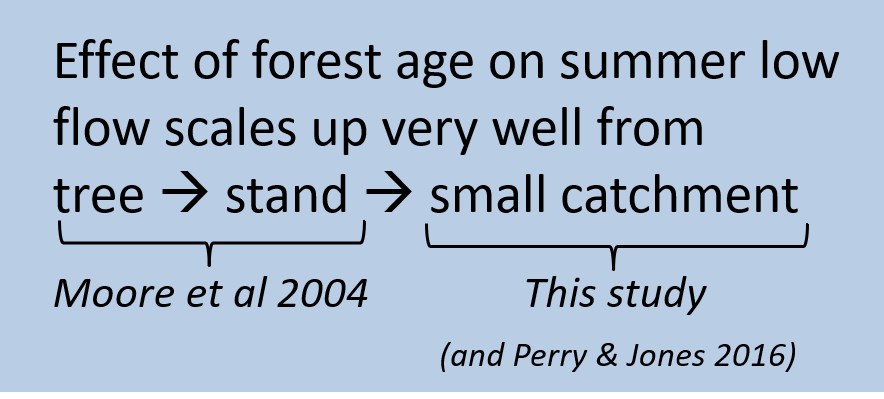 Effect of forest age on summer low
flow scales up very well from
tree → stand → small catchment
Moore et al 2004
This study
(and Perry & Jones 2016)